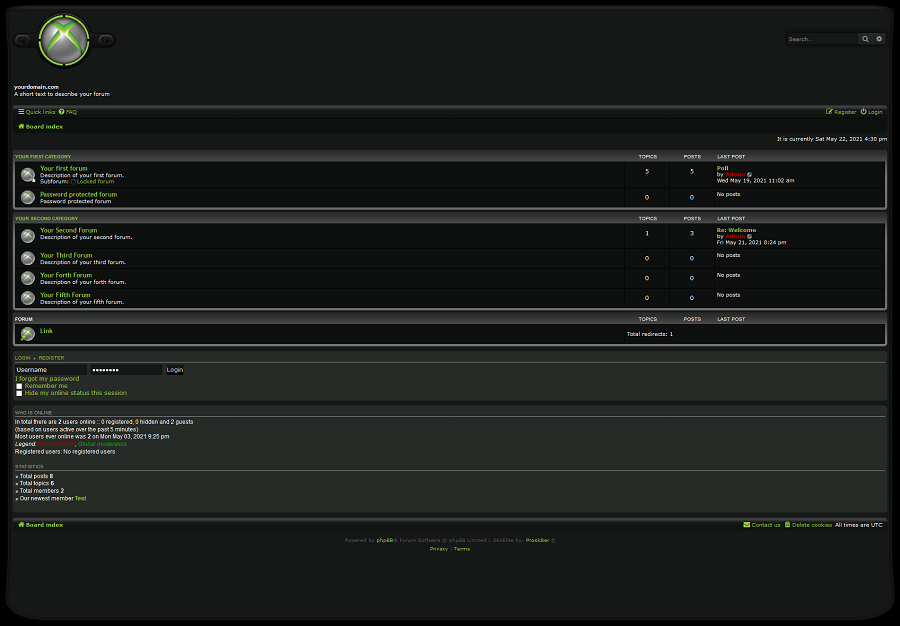 Search...
yourdomain.com
A short text to describe your forum
Quick links FAQ Register Login
Board index
It is currently Sat May 22, 2021 4:30 pm
YOUR FIRST CATEGORY TOPICS POSTS LAST POST
Your first forum
Description of your first forum.
Subforum: Locked forum
5 5
Poll
by Admin
Wed May 19, 2021 11:02 am
Password protected forum
Password protected forum
0 0 No posts
YOUR SECOND CATEGORY TOPICS POSTS LAST POST
Your Second Forum
Description of your second forum.
1 3
Re: Welcome
by Admin
Fri May 21, 2021 8:24 pm
Your Third Forum
Description of your third forum.
0 0 No posts
Your Forth Forum
Description of your forth forum.
0 0 No posts
Your Fifth Forum
Description of your fifth forum.
0 0 No posts
FORUM TOPICS POSTS LAST POST
Link
Total redirects: 1
LOGIN • REGISTER
Username •••••••• Login
I forgot my password
Remember me
Hide my online status this session
WHO IS ONLINE
In total there are 2 users online :: 0 registered, 0 hidden and 2 guests
(based on users active over the past 5 minutes)
Most users ever online was 2 on Mon May 03, 2021 9:25 pm
Legend: Global moderators
Registered users: No registered users
STATISTICS
» Total posts 8
» Total topics 6
» Total members 2
» Our newest member Test
Board index Contact us Delete cookies All times are UTC
Powered by phpBB® Forum Software © phpBB Limited | by:
Privacy | Terms